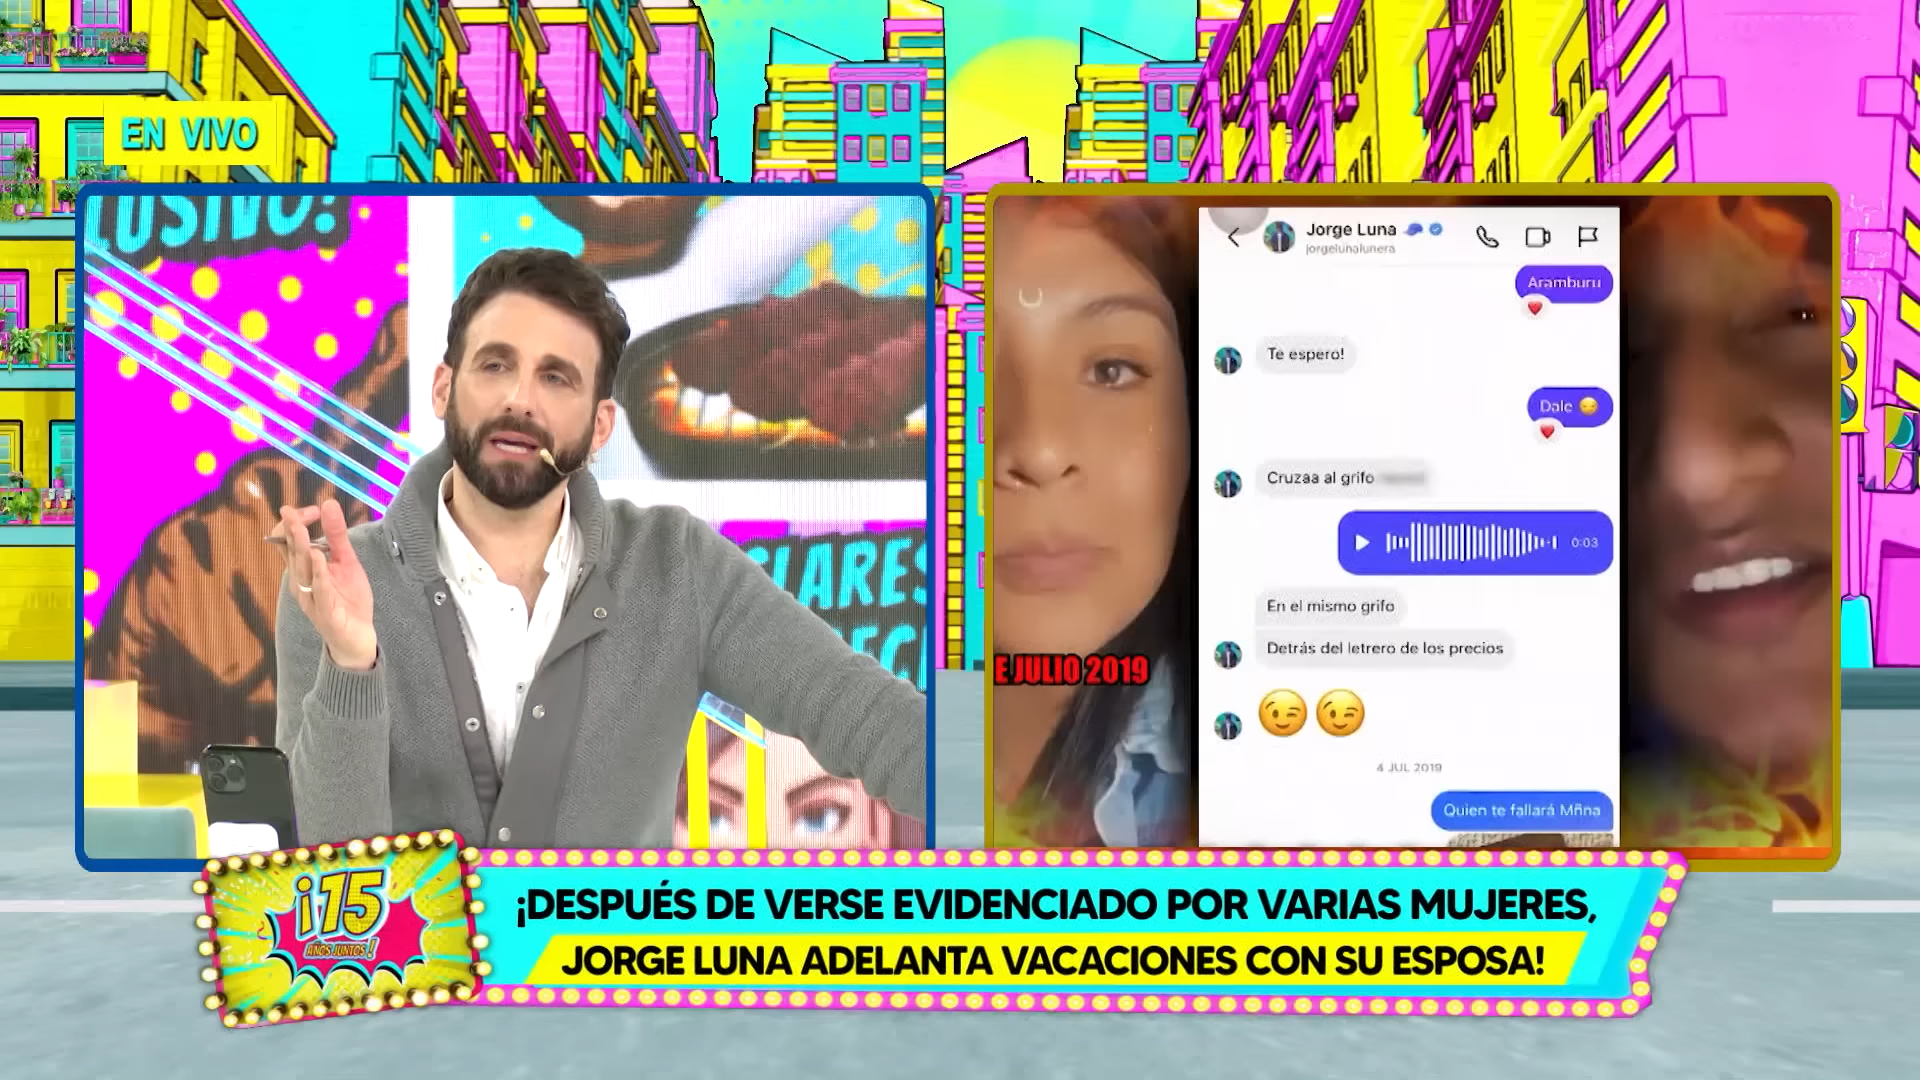 EN VIVO
LUSIVO!
LARES
E JULIO 2019
Jorge Luna
jorgelunalunera
Aramburu
Te espero!
Dale
Cruzaa al grifo
0:03
En el mismo grifo
Detrás del letrero de los precios
4 JUL 2019
Quien te fallará Mñna
¡15
AÑOS JUNTOS!
¡DESPUÉS DE VERSE EVIDENCIADO POR VARIAS MUJERES,
JORGE LUNA ADELANTA VACACIONES CON SU ESPOSA!